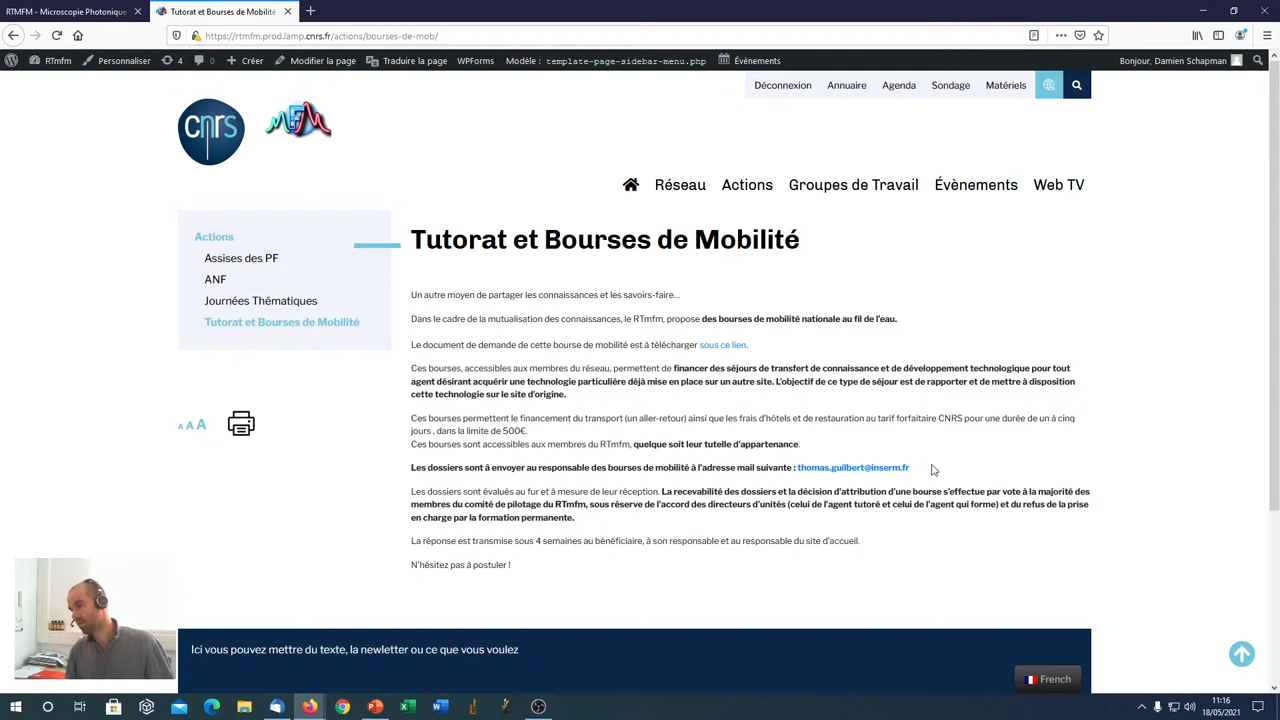 RTMFM - Microscopie Photonique
Tutorat et Bourses de Mobilité -
https://rtmfm.prod.lamp.cnrs.fr/actions/bourses-de-mob/
RTmfm
Personnaliser
4
0
Créer
Modifier la page
Traduire la page
WPForms
Modèle : template-page-sidebar-menu.php
Évènements
Bonjour, Damien Schapman
Déconnexion
Annuaire
Agenda
Sondage
Matériels
cnrs
MFM
Réseau
Actions
Groupes de Travail
Évènements
Web TV
Actions
Assises des PF
ANF
Journées Thématiques
Tutorat et Bourses de Mobilité
A A A
Tutorat et Bourses de Mobilité
Un autre moyen de partager les connaissances et les savoirs-faire...
Dans le cadre de la mutualisation des connaissances, le RTmfm, propose des bourses de mobilité nationale au fil de l'eau.
Le document de demande de cette bourse de mobilité est à télécharger sous ce lien.
Ces bourses, accessibles aux membres du réseau, permettent de financer des séjours de transfert de connaissance et de développement technologique pour tout
agent désirant acquérir une technologie particulière déjà mise en place sur un autre site. L'objectif de ce type de séjour est de rapporter et de mettre à disposition
cette technologie sur le site d'origine.
Ces bourses permettent le financement du transport (un aller-retour) ainsi que les frais d'hôtels et de restauration au tarif forfaitaire CNRS pour une durée de un à cinq
jours , dans la limite de 500€.
Ces bourses sont accessibles aux membres du RTmfm, quelque soit leur tutelle d'appartenance.
Les dossiers sont à envoyer au responsable des bourses de mobilité à l'adresse mail suivante : thomas.guilbert@inserm.fr
Les dossiers sont évalués au fur et à mesure de leur réception. La recevabilité des dossiers et la décision d'attribution d'une bourse s'effectue par vote à la majorité des
membres du comité de pilotage du RTmfm, sous réserve de l'accord des directeurs d'unités (celui de l'agent tutoré et celui de l'agent qui forme) et du refus de la prise
en charge par la formation permanente.
La réponse est transmise sous 4 semaines au bénéficiaire, à son responsable et au responsable du site d'accueil.
N'hésitez pas à postuler !
Ici vous pouvez mettre du texte, la newletter ou ce que vous voulez
French
11:16
18/05/2021